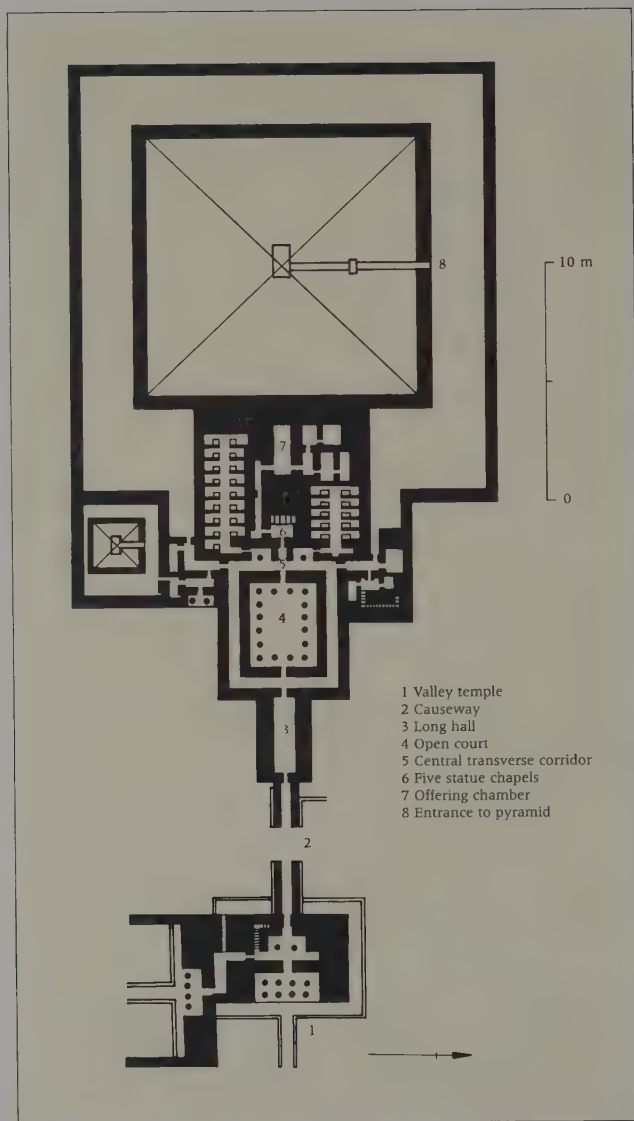 8
10 m
0
7
6
5
4
3
2
1
1 Valley temple
2 Causeway
3 Long hall
4 Open court
5 Central transverse corridor
6 Five statue chapels
7 Offering chamber
8 Entrance to pyramid